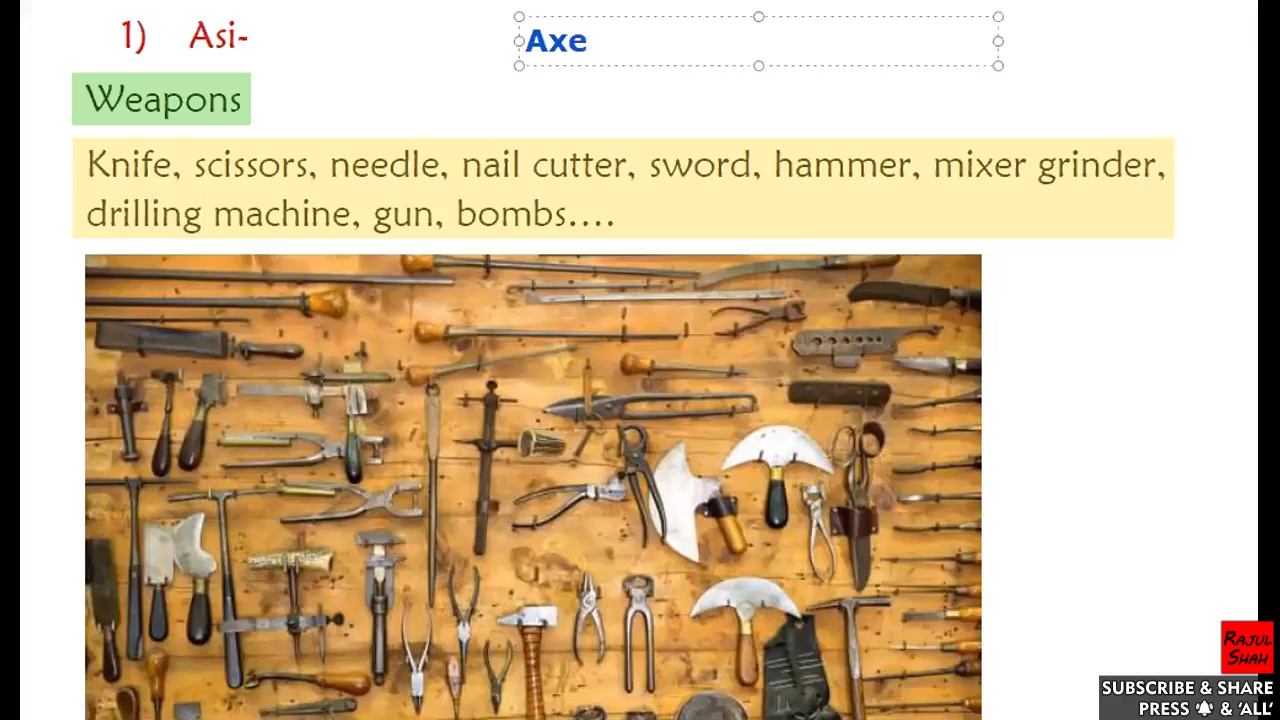 1) Asi-
Axe
Weapons
Knife, scissors, needle, nail cutter, sword, hammer, mixer grinder,
drilling machine, gun, bombs....
RAJUL
SHAH
SUBSCRIBE & SHARE
PRESS 🔔 & 'ALL'